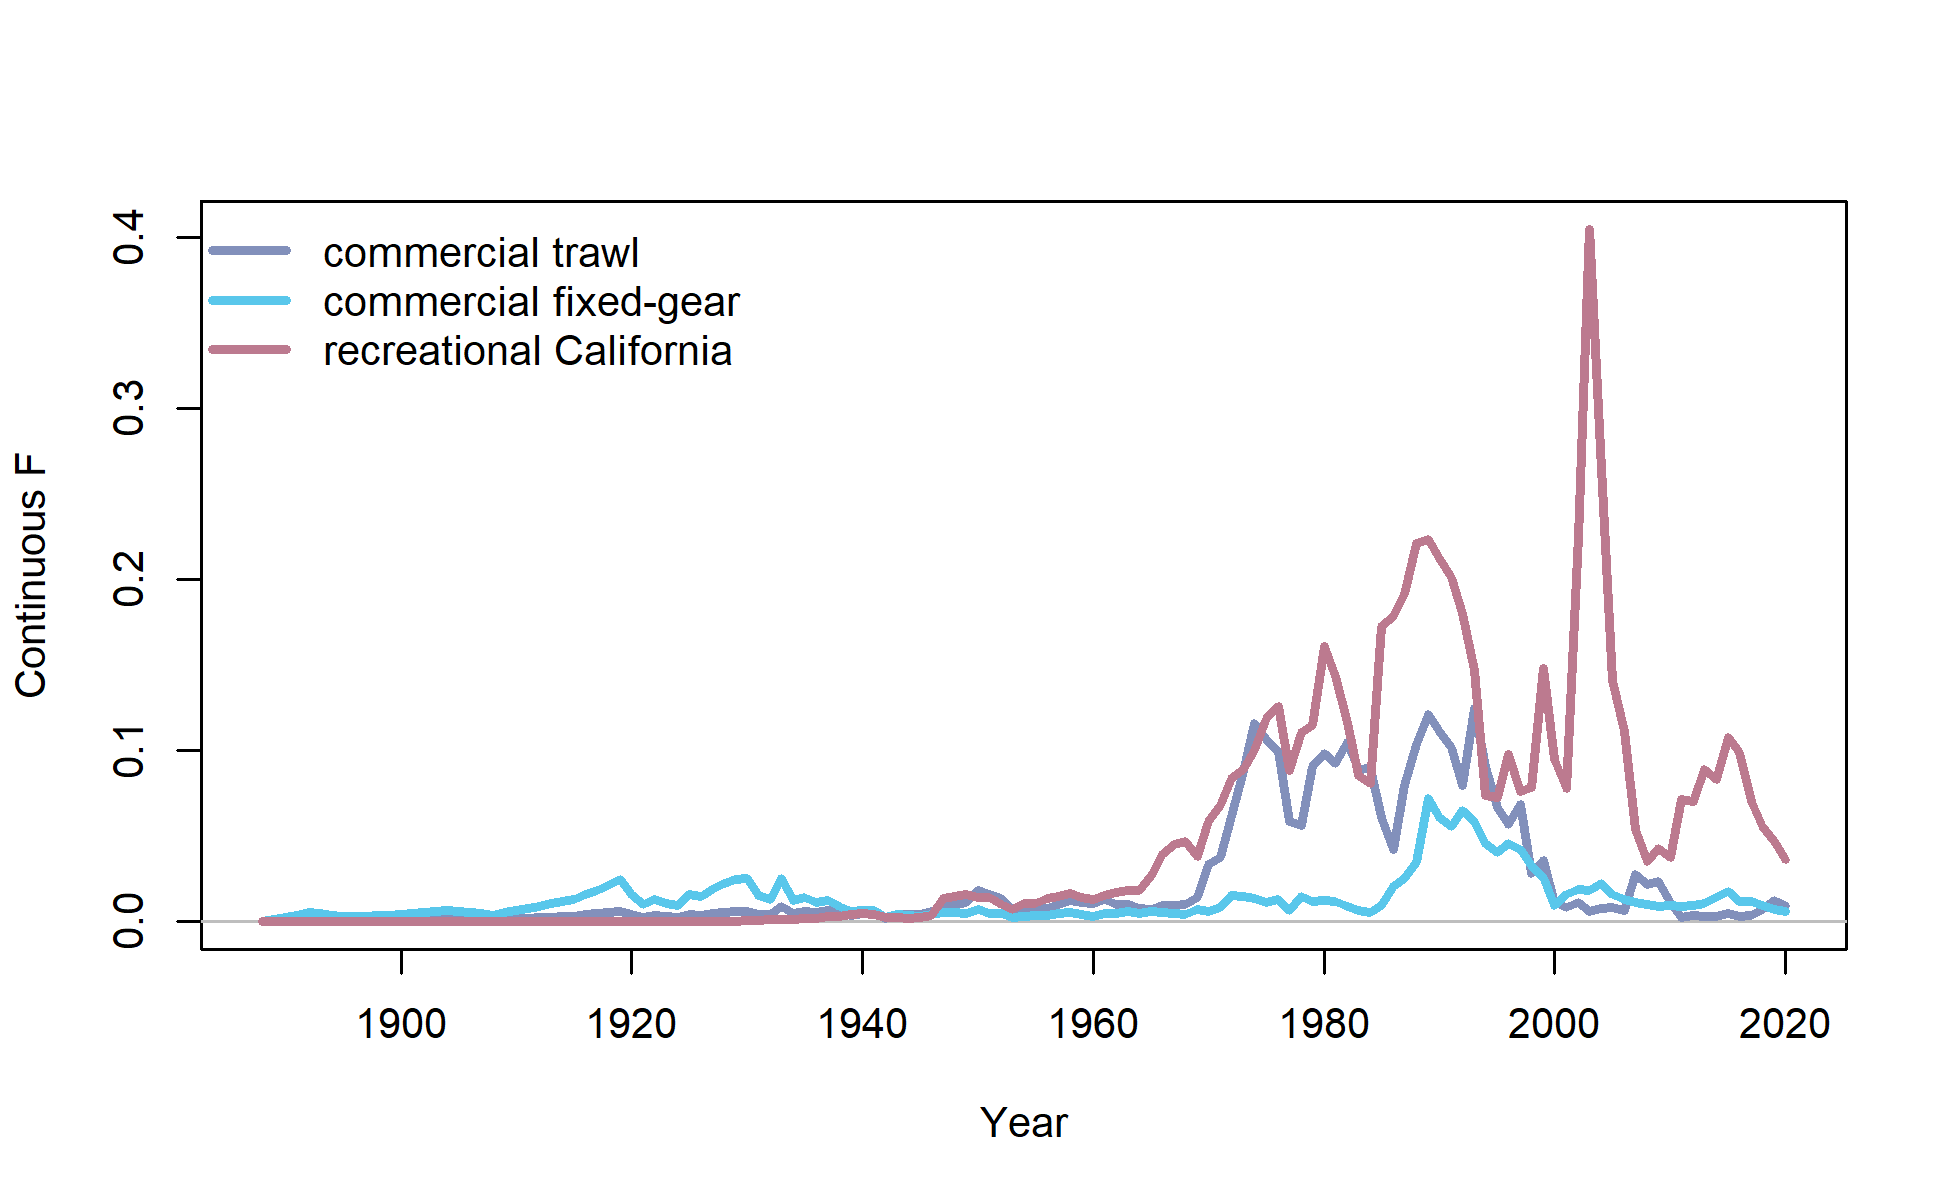 commercial trawl
commercial fixed-gear
recreational California
Continuous F
0.4
0.3
0.2
0.1
0.0
1900 1920 1940 1960 1980 2000 2020
Year